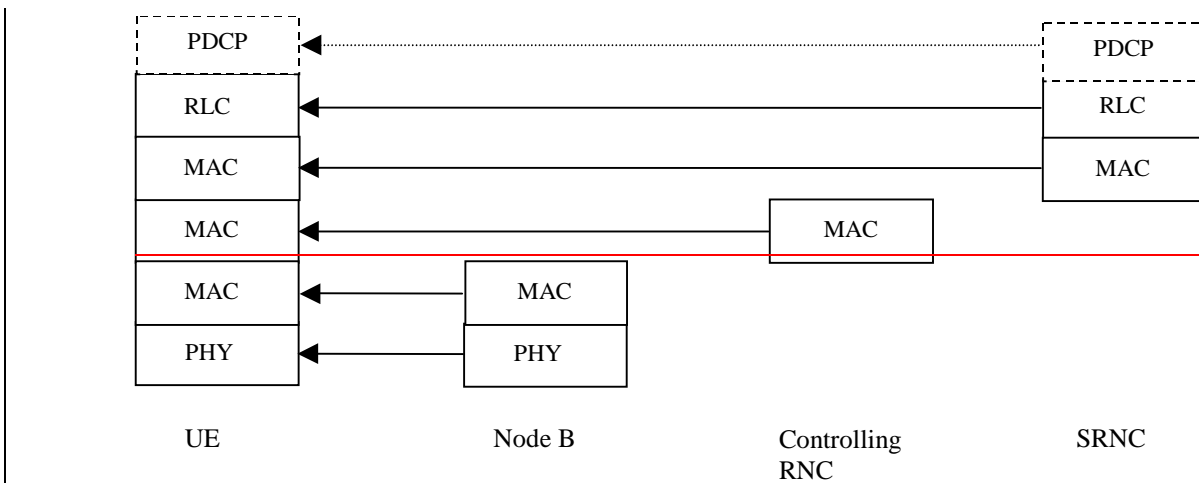 PDCP
PDCP
RLC
RLC
MAC
MAC
MAC
MAC
MAC
MAC
PHY
PHY
UE
Node B
Controlling
RNC
SRNC